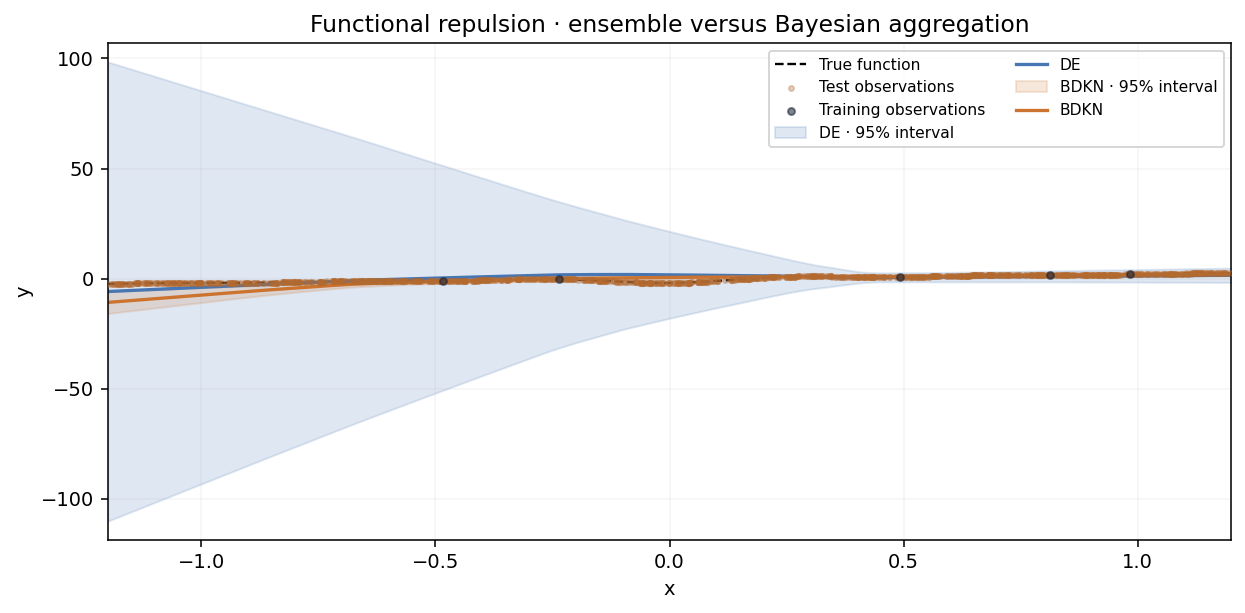 Functional repulsion · ensemble versus Bayesian aggregation
True function
Test observations
Training observations
DE · 95% interval
DE
BDKN · 95% interval
BDKN
100
50
0
−50
−100
y
−1.0
−0.5
0.0
0.5
1.0
x